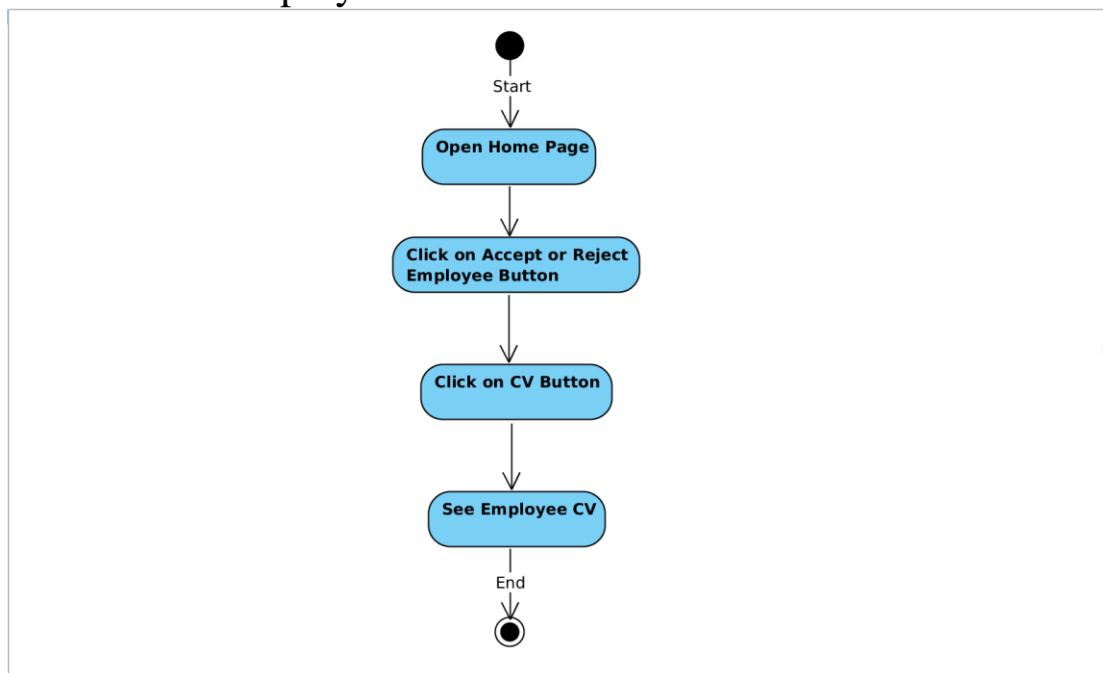 Start
Open Home Page
Click on Accept or Reject
Employee Button
Click on CV Button
See Employee CV
End